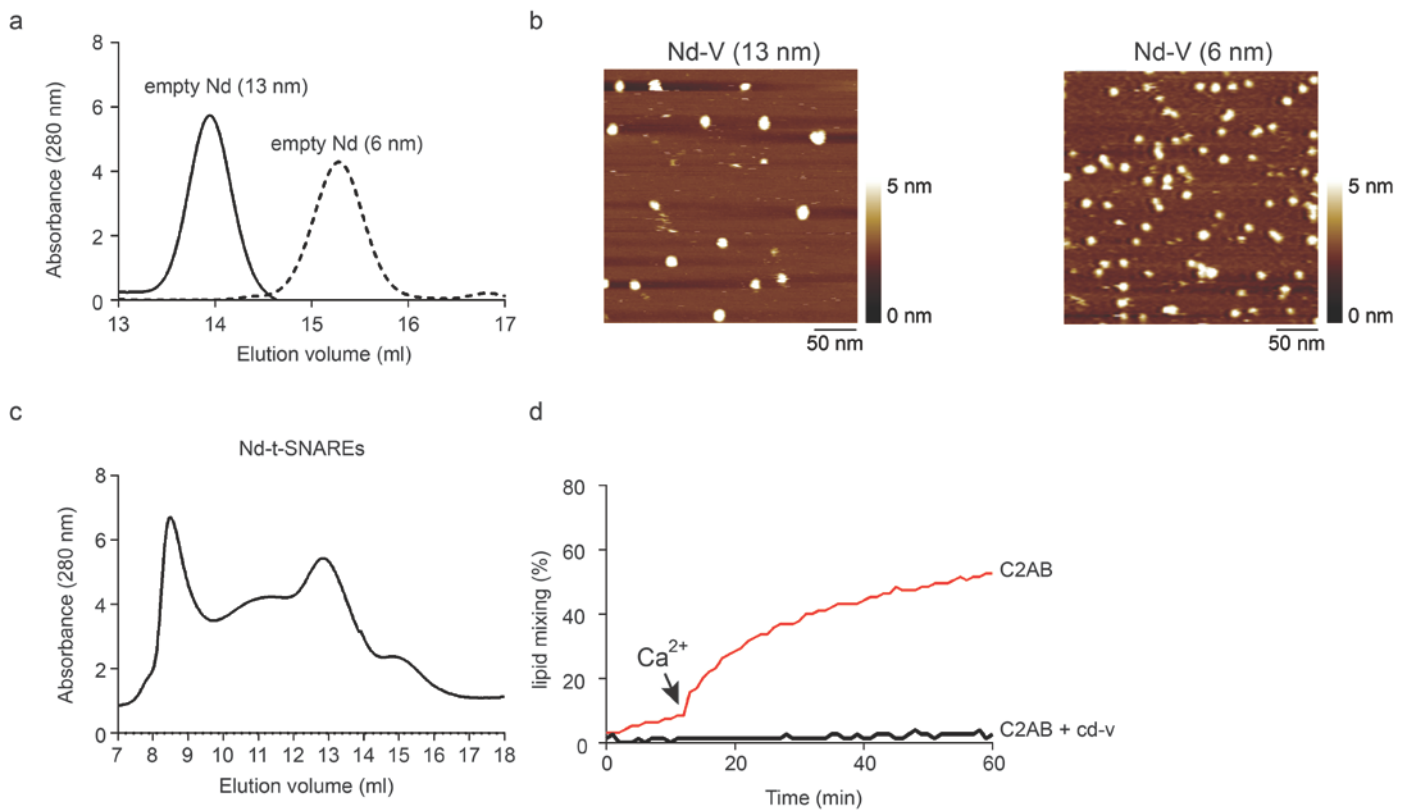 a
8
6
4
2
0
Absorbance (280 nm)
empty Nd (13 nm)
empty Nd (6 nm)
13 14 15 16 17
Elution volume (ml)
b
Nd-V (13 nm)
5 nm
0 nm
50 nm
Nd-V (6 nm)
5 nm
0 nm
50 nm
c
Nd-t-SNAREs
8
6
4
2
0
Absorbance (280 nm)
7 8 9 10 11 12 13 14 15 16 17 18
Elution volume (ml)
d
80
60
40
20
0
lipid mixing (%)
Ca2+
C2AB
C2AB + cd-v
0 20 40 60
Time (min)